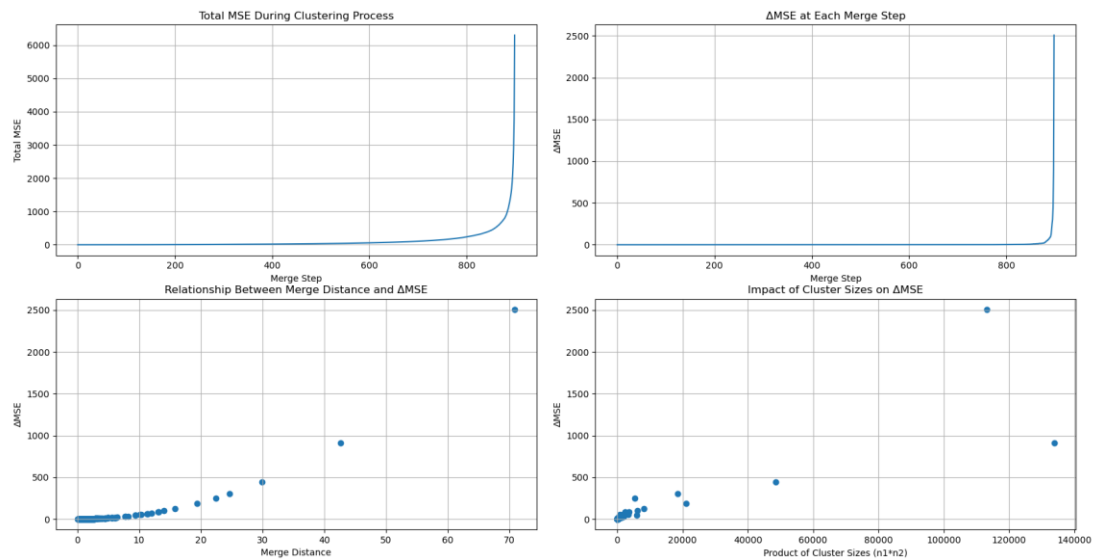 Total MSE During Clustering Process
Total MSE
6000
5000
4000
3000
2000
1000
0
0 200 400 600 800
Merge Step
ΔMSE at Each Merge Step
ΔMSE
2500
2000
1500
1000
500
0
0 200 400 600 800
Merge Step
Relationship Between Merge Distance and ΔMSE
ΔMSE
2500
2000
1500
1000
500
0
0 10 20 30 40 50 60 70
Merge Distance
Impact of Cluster Sizes on ΔMSE
ΔMSE
2500
2000
1500
1000
500
0
0 20000 40000 60000 80000 100000 120000 140000
Product of Cluster Sizes (n1*n2)